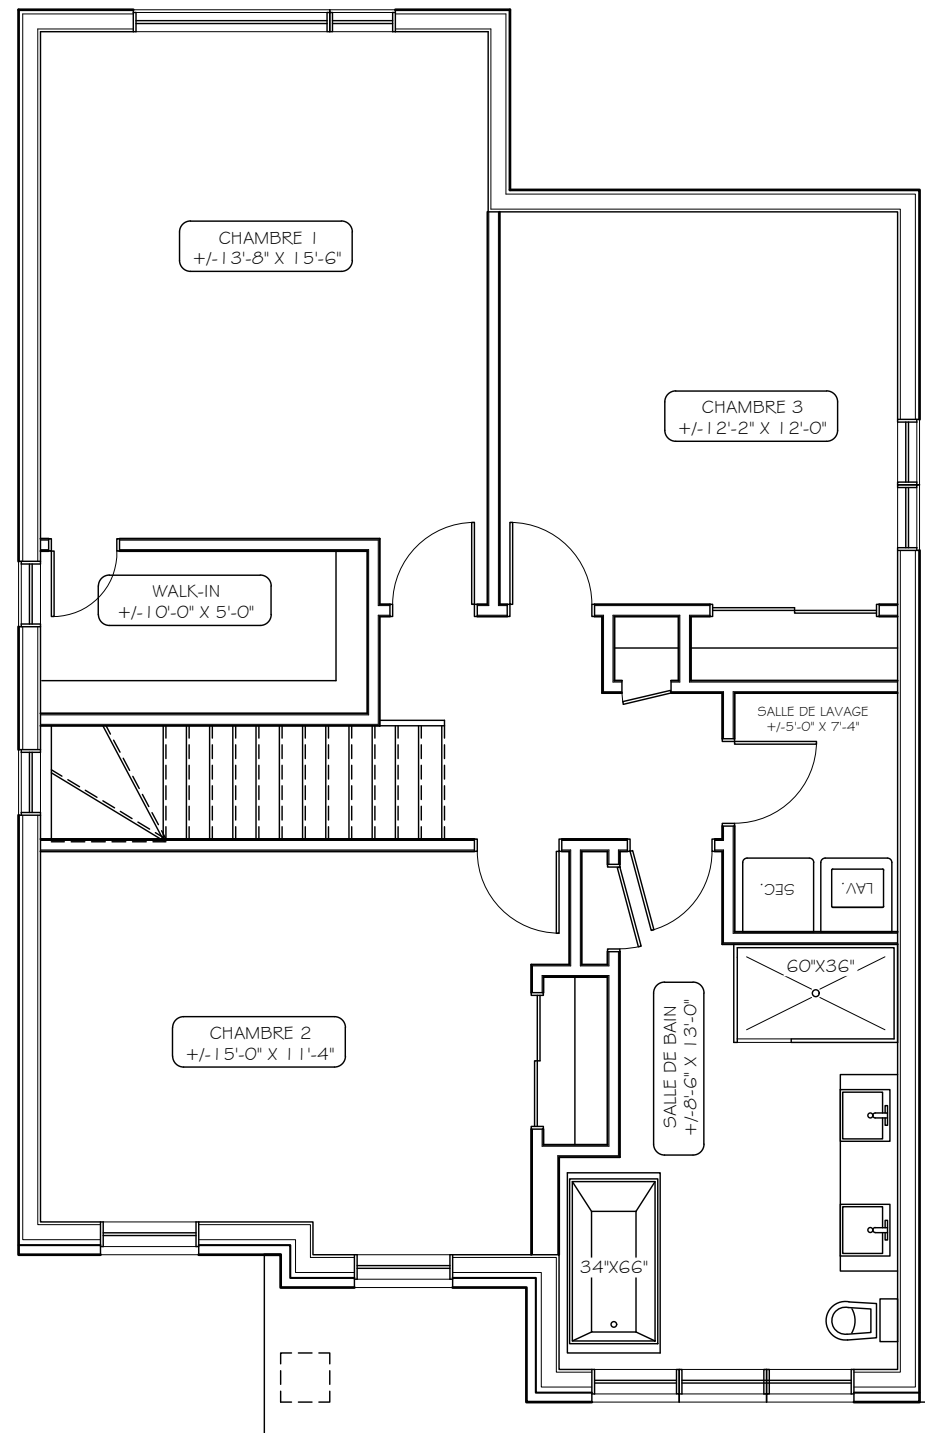 CHAMBRE 1
+/-13'-8" X 15'-6"
CHAMBRE 3
+/-12'-2" X 12'-0"
WALK-IN
+/-10'-0" X 5'-0"
SALLE DE LAVAGE
+/-5'-0" X 7'-4"
SEC.
LAV.
60"X36"
SALLE DE BAIN
+/-8'-6" X 13'-0"
CHAMBRE 2
+/-15'-0" X 11'-4"
34"X66"